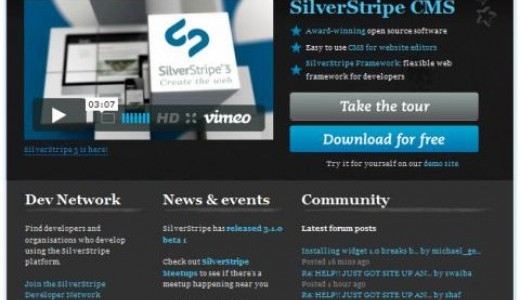 SilverStripe CMS
Award-winning open source software
Easy to use CMS for website editors
SilverStripe Framework: flexible web
framework for developers
SilverStripe 3
Create the web
03:07
HD
vimeo
Take the tour
Download for free
SilverStripe 3 is here!
Try it for yourself on our demo site
Dev Network
Find developers and
organisations who develop
using the SilverStripe
platform.
Join the SilverStripe
Developer Network
News & events
SilverStripe has released 3.1.0
beta 1
Check out SilverStripe
Meetups to see if there's a
meetup happening near you
Community
Latest forum posts
Installing widget 1.0 breaks h... by michael_ge...
Posted 16 mins ago
Re: HELP!! JUST GOT SITE UP AN... by swaiba
Posted 1 hour ago
Re: HELP!! JUST GOT SITE UP AN... by shaf